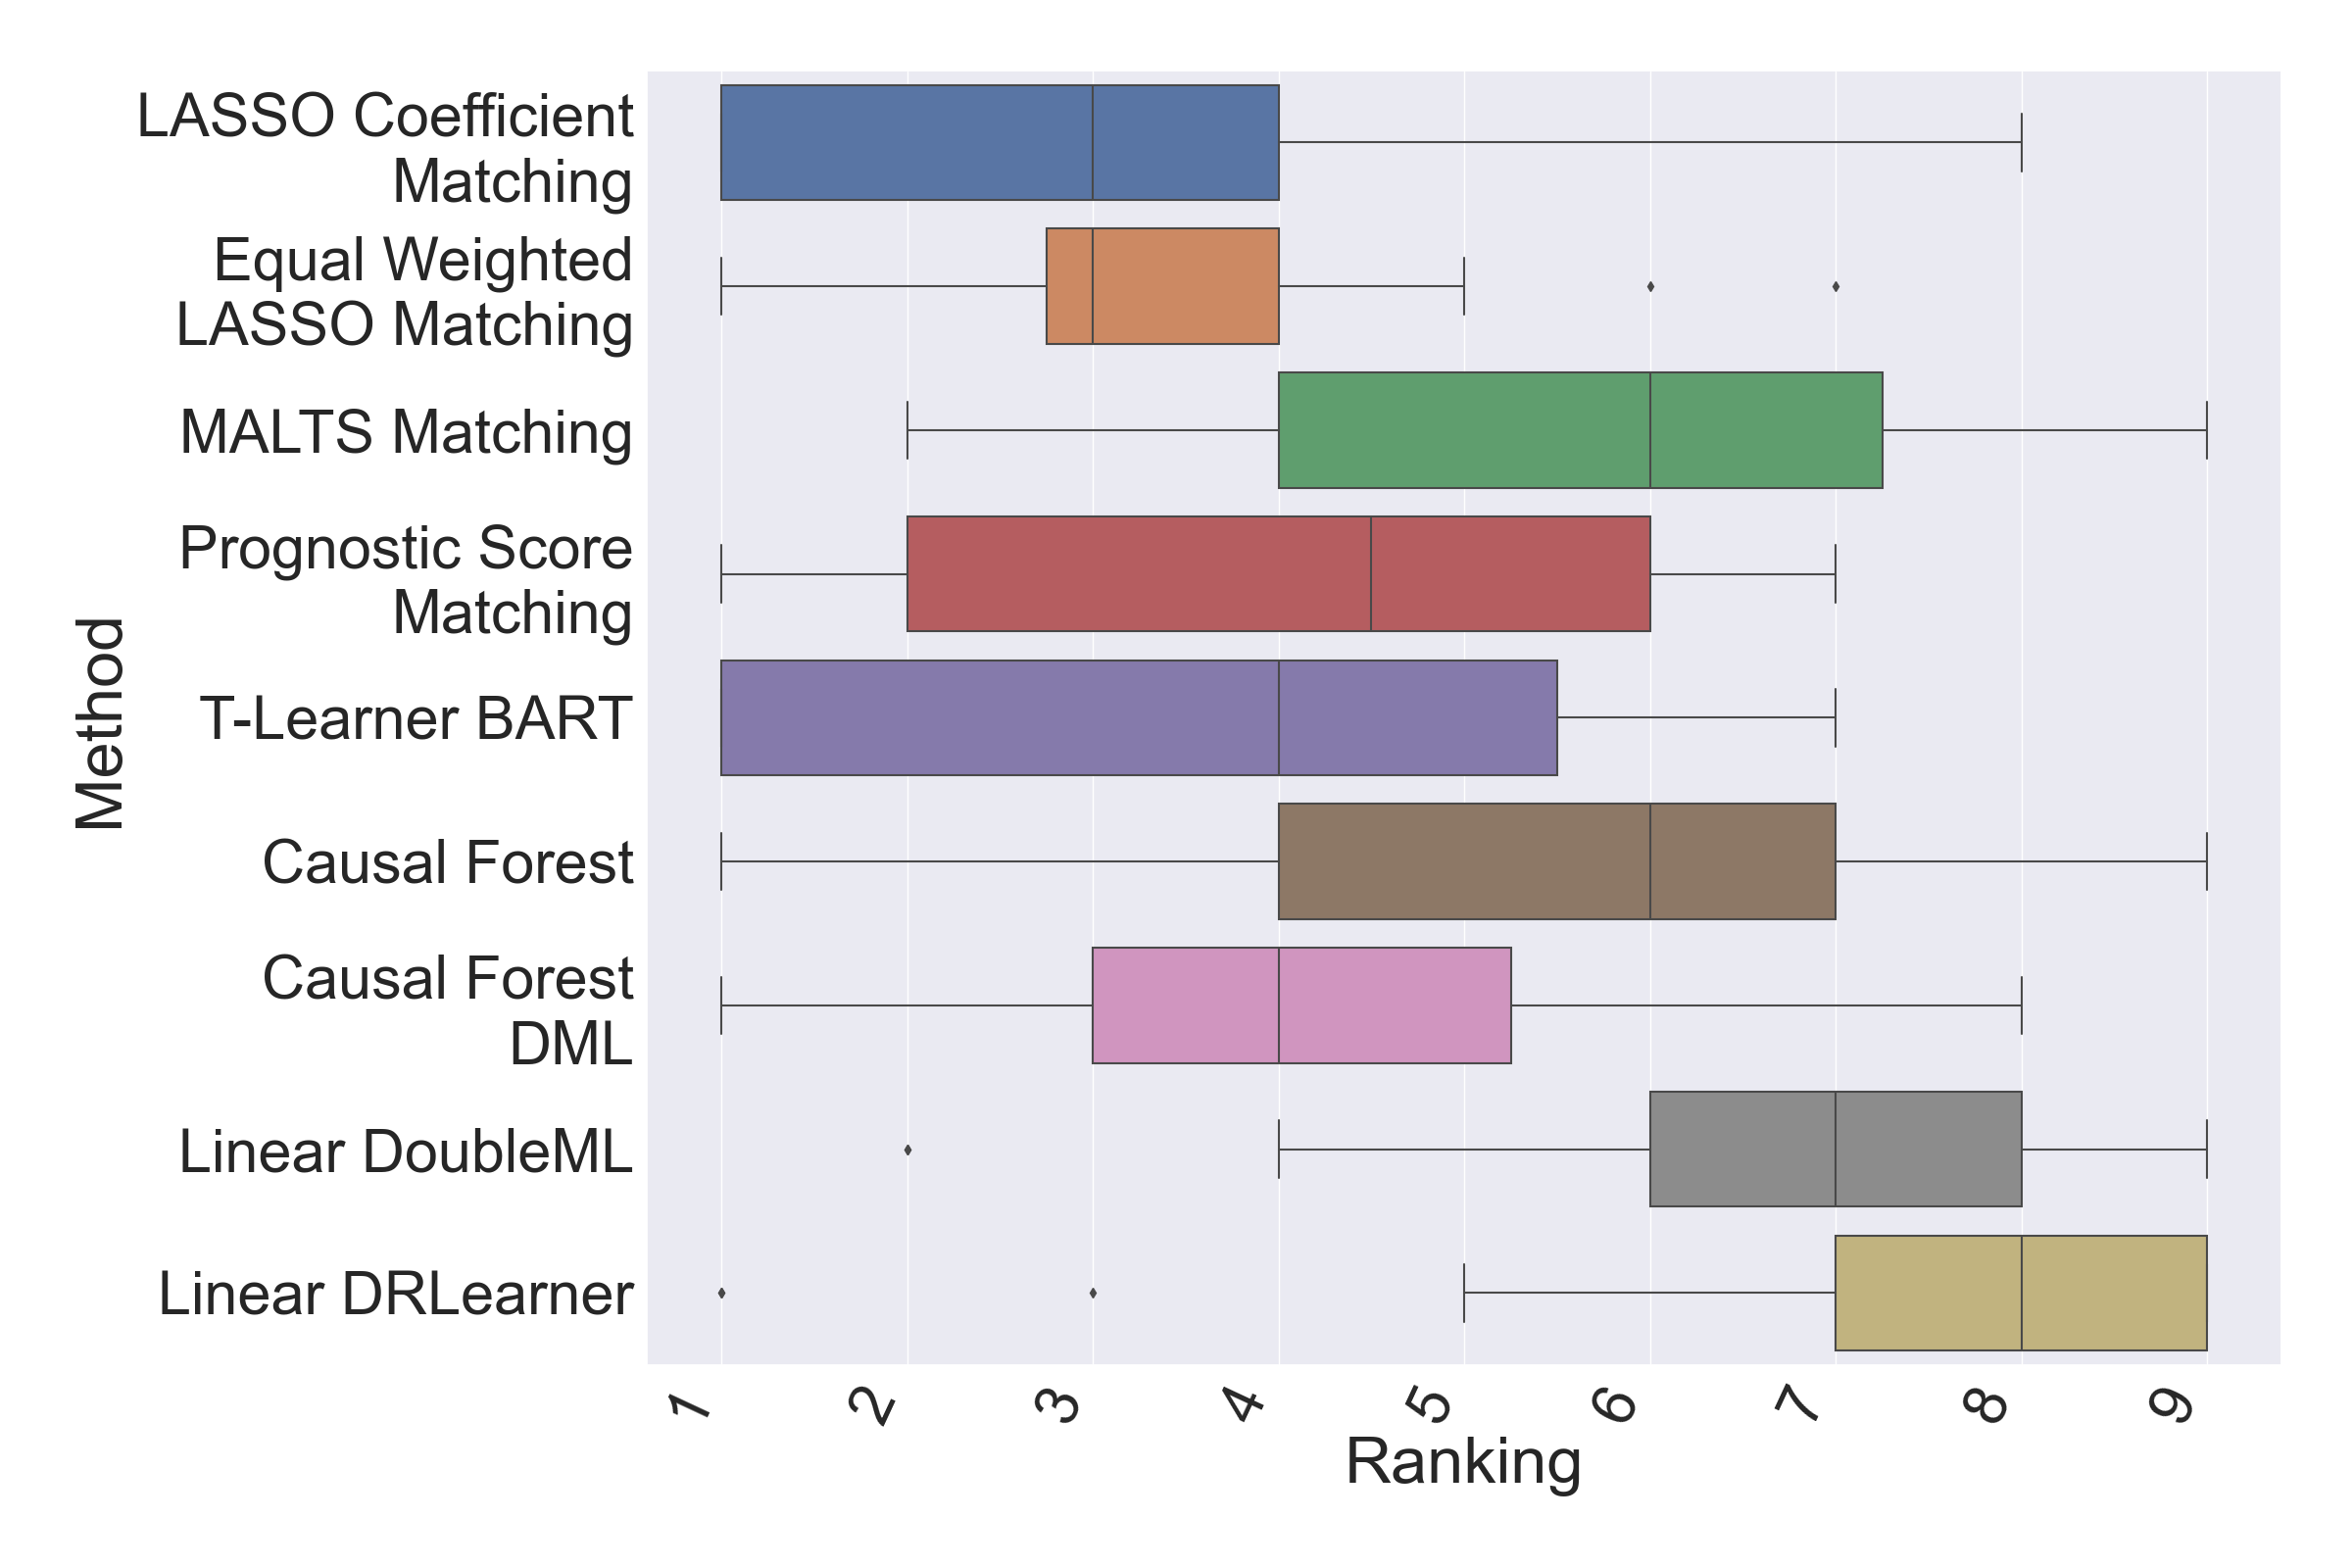 LASSO Coefficient
Matching
Equal Weighted
LASSO Matching
MALTS Matching
Prognostic Score
Matching
T-Learner BART
Causal Forest
Causal Forest
DML
Linear DoubleML
Linear DRLearner
Method
1 2 3 4 5 6 7 8 9
Ranking